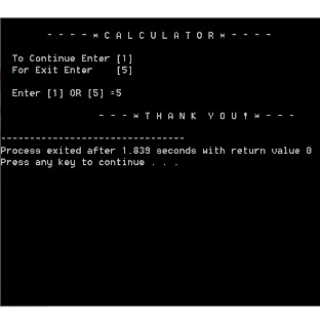 - - - -*C A L C U L A T O R*- - - -
To Continue Enter [1]
For Exit Enter    [5]
Enter [1] OR [5] =5
- - -*T H A N K  Y O U !*- - -
--------------------------------
Process exited after 1.839 seconds with return value 0
Press any key to continue . . .